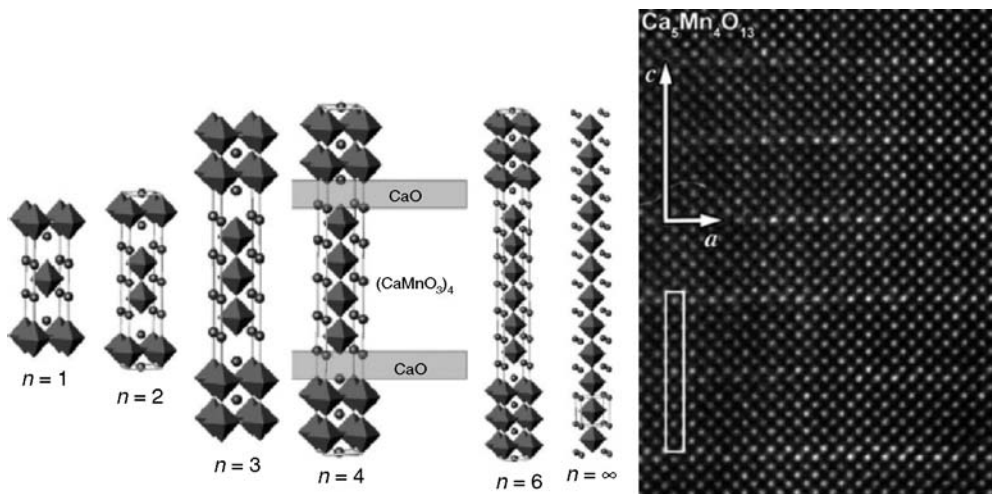 n = 1
n = 2
n = 3
CaO
(CaMnO₃)₄
CaO
n = 4
n = 6
n = ∞
Ca₅Mn₄O₁₃
c
a